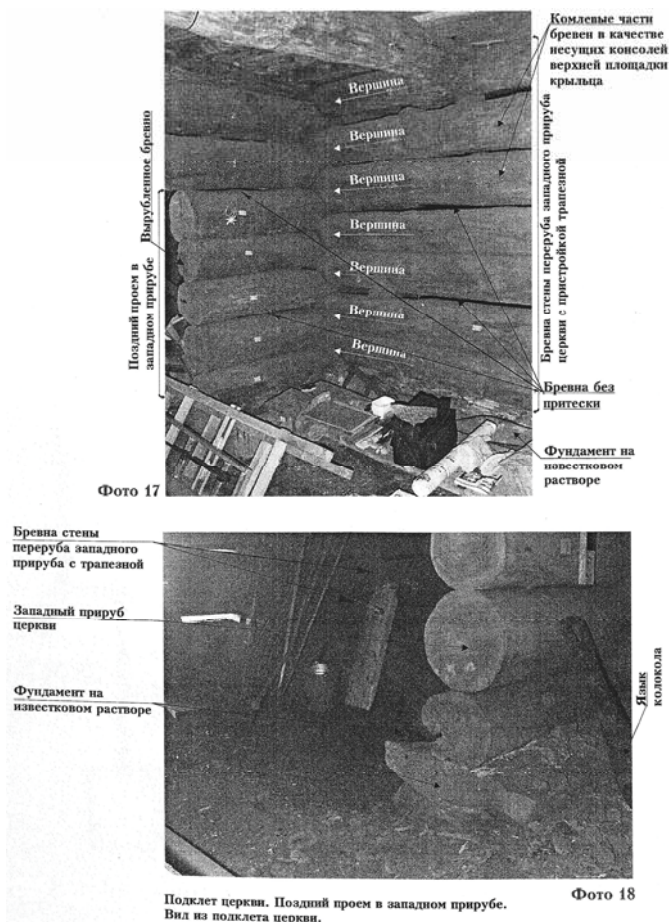 Комлевые части
бревен в качестве
несущих консолей
верхней площадки
крыльца
Бревна стены переруба западного прируба
церкви с пристройкой трапезной
Вершина
Вершина
Вершина
Вершина
Вершина
Вершина
Вершина
Вырубленное бревно
Поздний проем в
западном прирубе
Бревна без
притески
Фундамент на
известковом
растворе
Фото 17
Бревна стены
переруба западного
прируба с трапезной
Западный прируб
церкви
Фундамент на
известковом растворе
Язык
колокола
Фото 18
Подклет церкви. Поздний проем в западном прирубе.
Вид из подклета церкви.